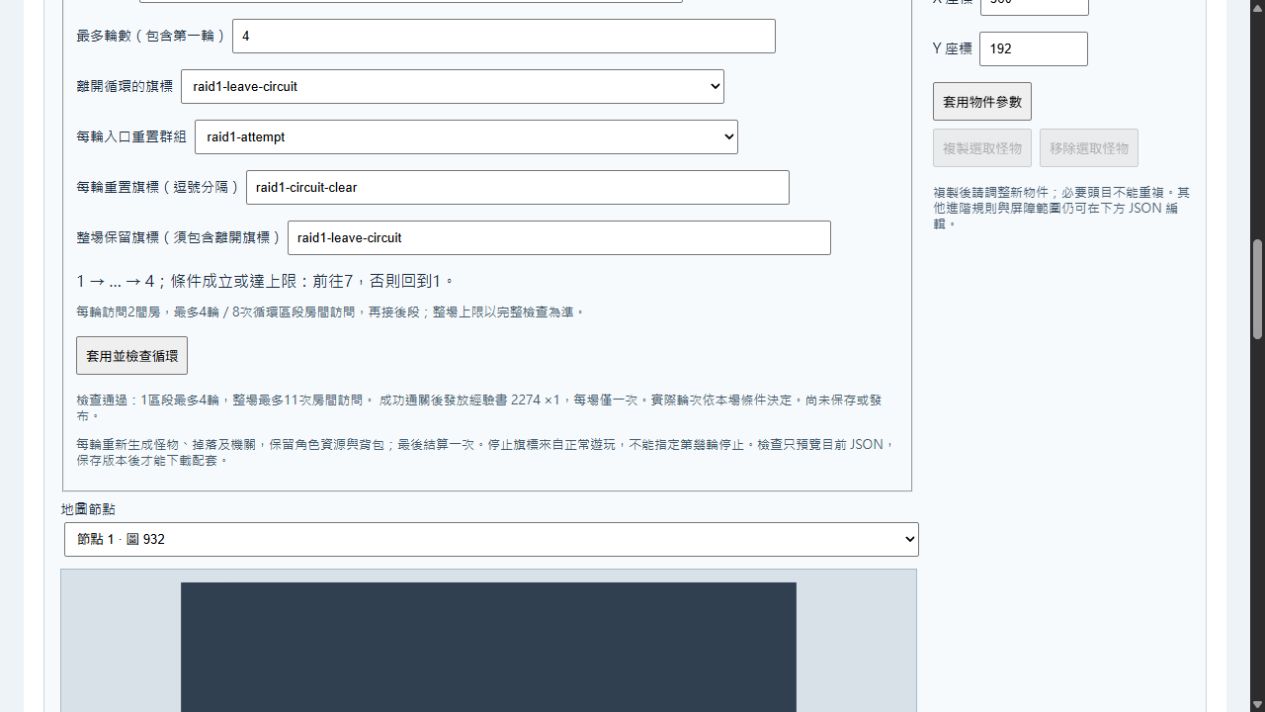 最多輪數（包含第一輪） 4
離開循環的旗標 raid1-leave-circuit
每輪入口重置群組 raid1-attempt
每輪重置旗標（逗號分隔） raid1-circuit-clear
整場保留旗標（須包含離開旗標） raid1-leave-circuit
1 → ... → 4；條件成立或達上限：前往7，否則回到1。
每輪訪問2間房，最多4輪 / 8次循環區段房間訪問，再接後段；整場上限以完整檢查為準。
套用並檢查循環
檢查通過：1區段最多4輪，整場最多11次房間訪問。 成功通關後發放經驗書 2274 ×1，每場僅一次。實際輪次依本場條件決定。尚未保存或發
布。
每輪重新生成怪物、掉落及機關，保留角色資源與背包；最後結算一次。停止旗標來自正常遊玩，不能指定第幾輪停止。檢查只預覽目前 JSON，
保存版本後才能下載配套。
地圖節點
節點 1 · 圖 932
Y 座標 192
套用物件參數
複製選取怪物 移除選取怪物
複製後請調整新物件；必要頭目不能重複。其
他進階規則與屏障範圍仍可在下方 JSON 編
輯。